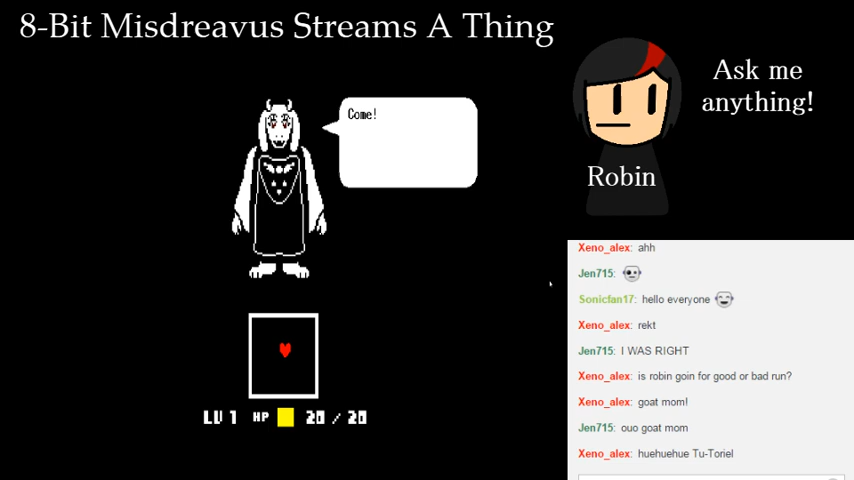 8-Bit Misdreavus Streams A Thing
Come!
LV 1 HP 20 / 20
Ask me
anything!
Robin
Xeno_alex: ahh
Jen715:
Sonicfan17: hello everyone
Xeno_alex: rekt
Jen715: I WAS RIGHT
Xeno_alex: is robin goin for good or bad run?
Xeno_alex: goat mom!
Jen715: ouo goat mom
Xeno_alex: huehuehue Tu-Toriel